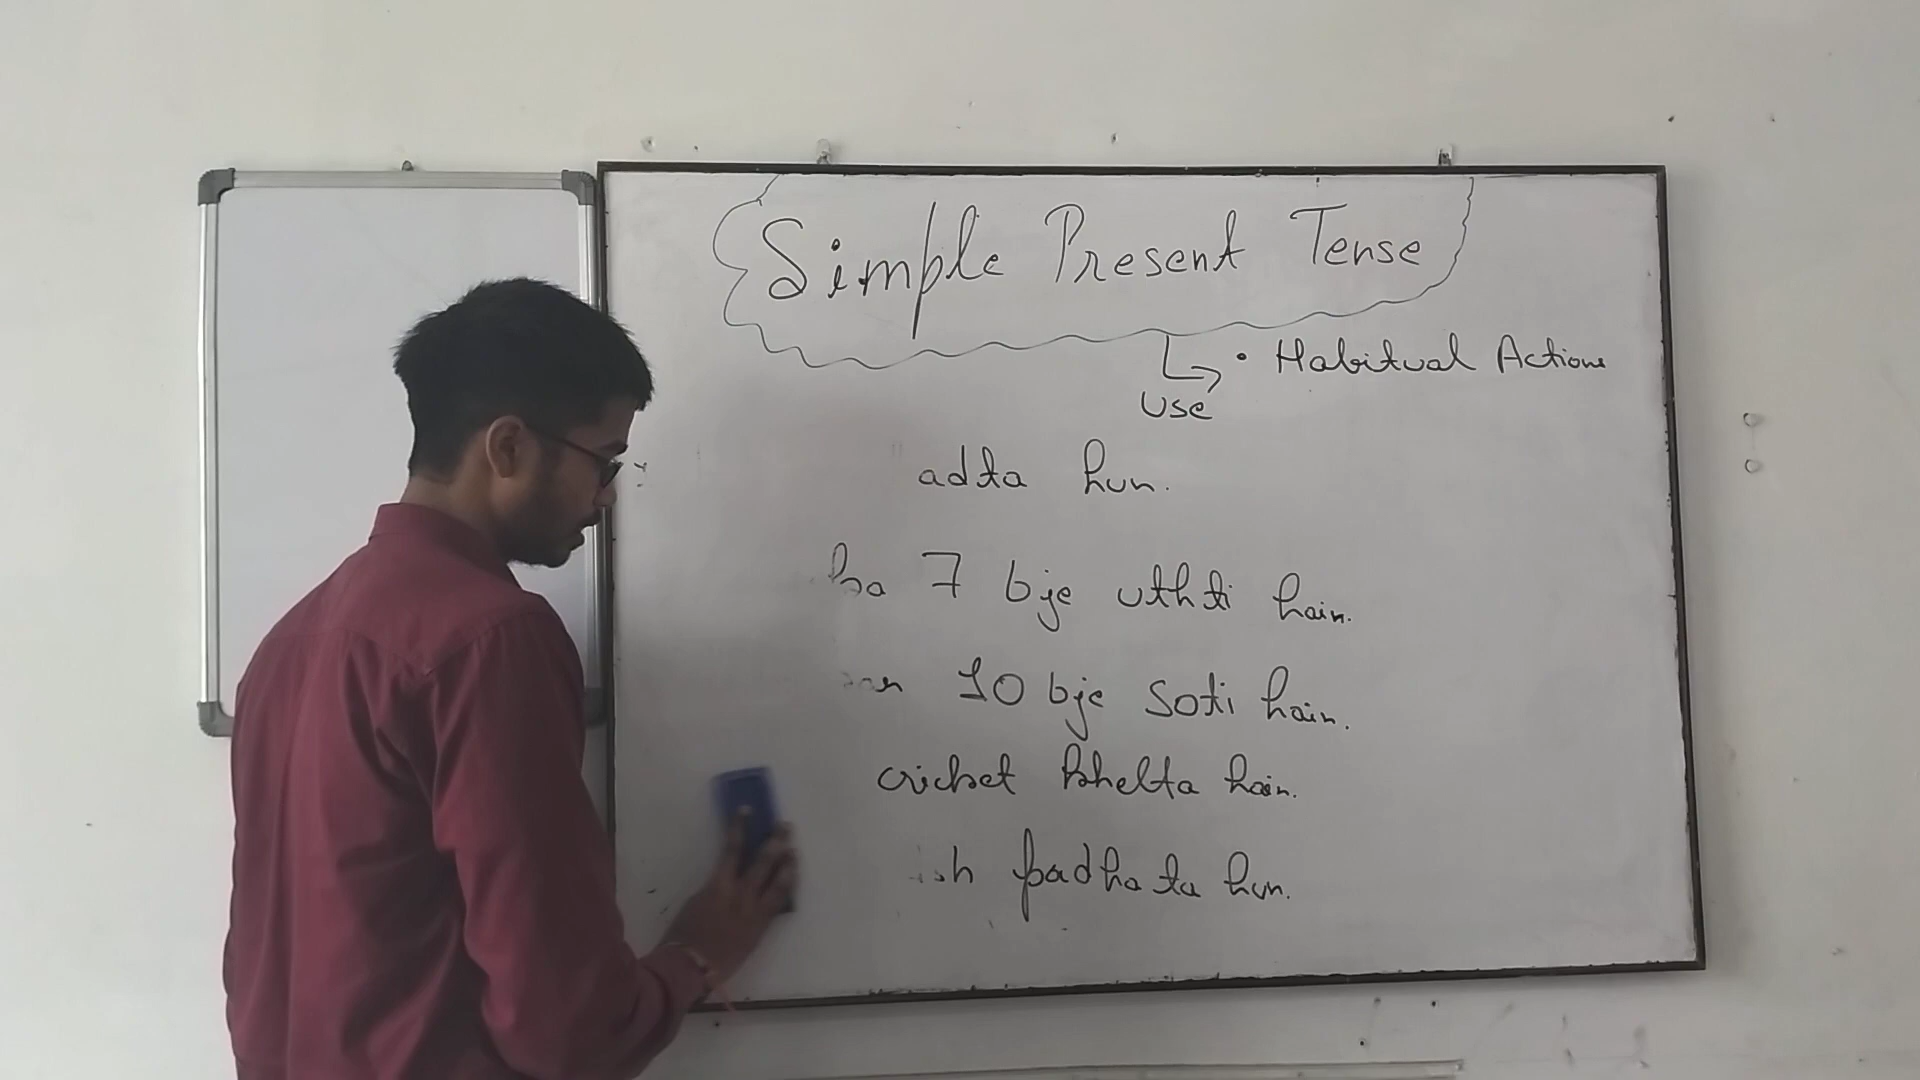 Simple Present Tense
• Habitual Actions
Use
adta hun.
7 bje uthti hain.
10 bje soti hain.
cricket khelta hain.
padhata hun.